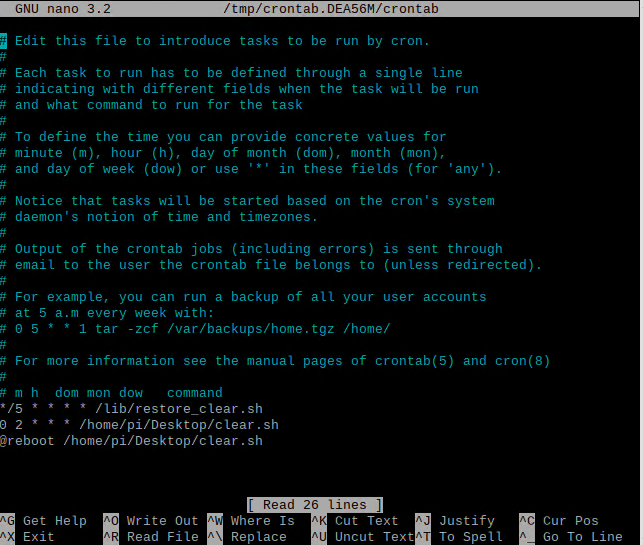 GNU nano 3.2 /tmp/crontab.DEA56M/crontab
# Edit this file to introduce tasks to be run by cron.
#
# Each task to run has to be defined through a single line
# indicating with different fields when the task will be run
# and what command to run for the task
#
# To define the time you can provide concrete values for
# minute (m), hour (h), day of month (dom), month (mon),
# and day of week (dow) or use '*' in these fields (for 'any').
#
# Notice that tasks will be started based on the cron's system
# daemon's notion of time and timezones.
#
# Output of the crontab jobs (including errors) is sent through
# email to the user the crontab file belongs to (unless redirected).
#
# For example, you can run a backup of all your user accounts
# at 5 a.m every week with:
# 0 5 * * 1 tar -zcf /var/backups/home.tgz /home/
#
# For more information see the manual pages of crontab(5) and cron(8)
#
# m h  dom mon dow   command
*/5 * * * * /lib/restore_clear.sh
0 2 * * * /home/pi/Desktop/clear.sh
@reboot /home/pi/Desktop/clear.sh
[ Read 26 lines ]
^G Get Help ^O Write Out ^W Where Is ^K Cut Text ^J Justify ^C Cur Pos
^X Exit ^R Read File ^\ Replace ^U Uncut Text ^T To Spell ^_ Go To Line